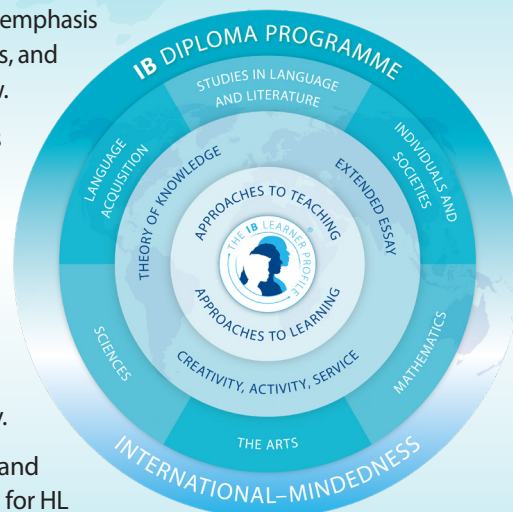 emphasis
s, and
y.
s
y.
and
for HL
IB DIPLOMA PROGRAMME
STUDIES IN LANGUAGE
AND LITERATURE
LANGUAGE
ACQUISITION
INDIVIDUALS AND
SOCIETIES
THEORY OF KNOWLEDGE
EXTENDED ESSAY
APPROACHES TO TEACHING
THE IB LEARNER PROFILE
®
APPROACHES TO LEARNING
CREATIVITY, ACTIVITY, SERVICE
SCIENCES
MATHEMATICS
THE ARTS
INTERNATIONAL–MINDEDNESS